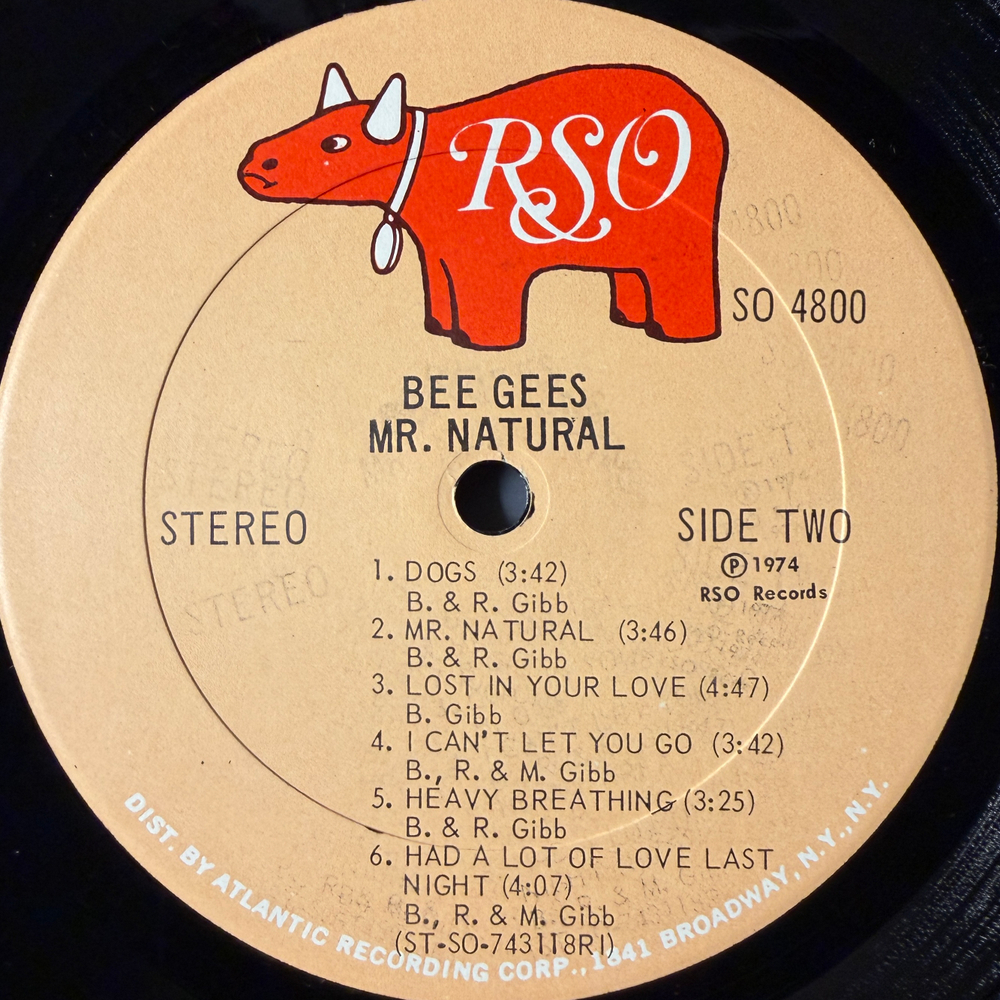 RSO
SO 4800
BEE GEES
MR. NATURAL
STEREO
SIDE TWO
Ⓟ1974
RSO Records
1. DOGS (3:42)
B. & R. Gibb
2. MR. NATURAL (3:46)
B. & R. Gibb
3. LOST IN YOUR LOVE (4:47)
B. Gibb
4. I CAN'T LET YOU GO (3:42)
B., R. & M. Gibb
5. HEAVY BREATHING (3:25)
B. & R. Gibb
6. HAD A LOT OF LOVE LAST
NIGHT (4:07)
B., R. & M. Gibb
(ST-SO-743118RI)
DIST. BY ATLANTIC RECORDING CORP., 1841 BROADWAY, N.Y., N.Y.